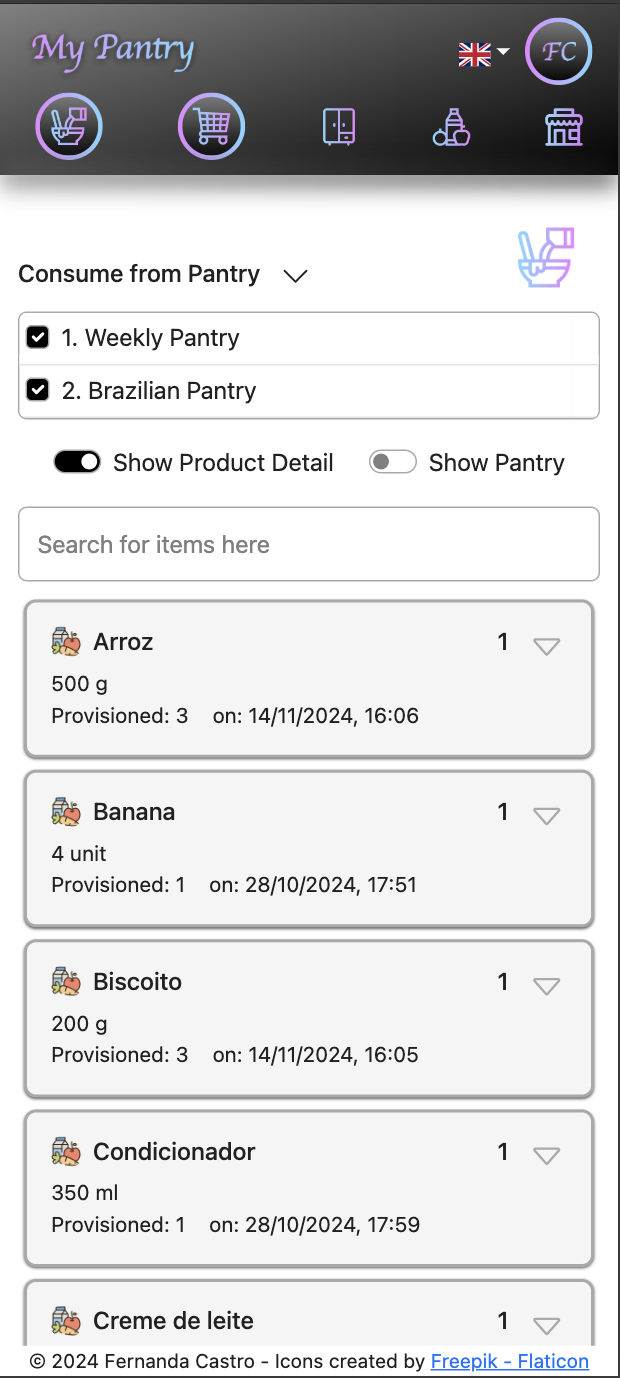 My Pantry
FC
Consume from Pantry
1. Weekly Pantry
2. Brazilian Pantry
Show Product Detail Show Pantry
Search for items here
Arroz 1
500 g
Provisioned: 3 on: 14/11/2024, 16:06
Banana 1
4 unit
Provisioned: 1 on: 28/10/2024, 17:51
Biscoito 1
200 g
Provisioned: 3 on: 14/11/2024, 16:05
Condicionador 1
350 ml
Provisioned: 1 on: 28/10/2024, 17:59
Creme de leite 1
© 2024 Fernanda Castro - Icons created by Freepik - Flaticon